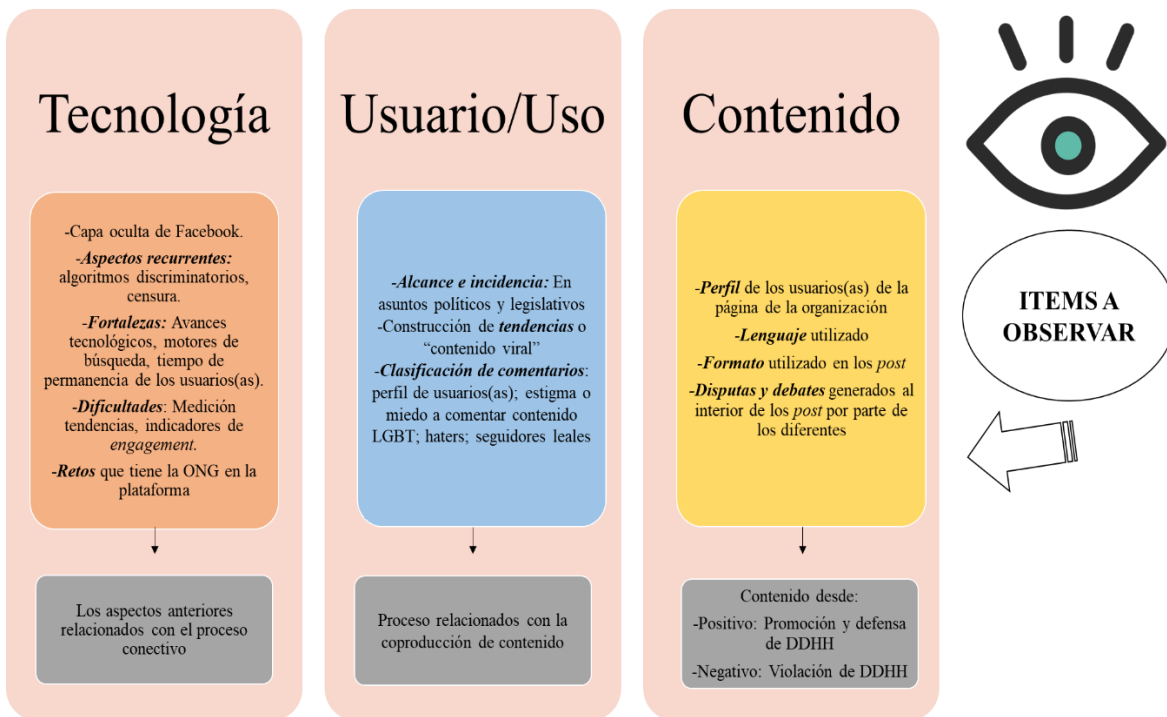 Tecnología
-Capa oculta de Facebook.
-Aspectos recurrentes:
algoritmos discriminatorios,
censura.
-Fortalezas: Avances
tecnológicos, motores de
búsqueda, tiempo de
permanencia de los usuarios(as).
-Dificultades: Medición
tendencias, indicadores de
engagement.
-Retos que tiene la ONG en la
plataforma
Los aspectos anteriores
relacionados con el proceso
conectivo
Usuario/Uso
-Alcance e incidencia: En
asuntos políticos y legislativos
-Construcción de tendencias o
“contenido viral”
-Clasificación de comentarios:
perfil de usuarios(as); estigma o
miedo a comentar contenido
LGBT; haters; seguidores leales
Proceso relacionados con la
coproducción de contenido
Contenido
-Perfil de los usuarios(as) de la
página de la organización
-Lenguaje utilizado
-Formato utilizado en los post
-Disputas y debates generados al
interior de los post por parte de
los diferentes
Contenido desde:
-Positivo: Promoción y defensa
de DDHH
-Negativo: Violación de DDHH
ITEMS A
OBSERVAR